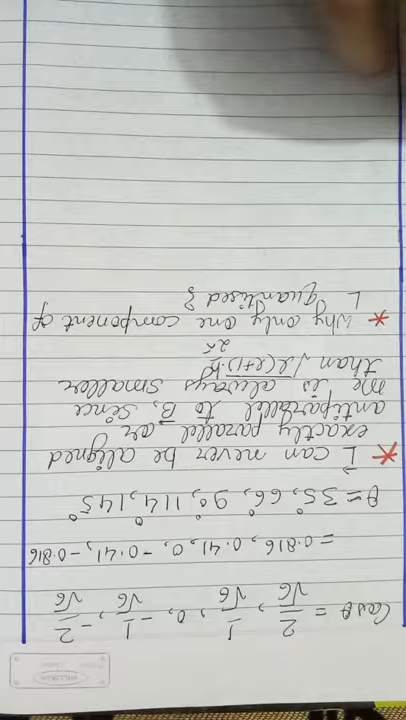 Cosθ = 2/√6, 1/√6, 0, -1/√6, -2/√6
= 0.816, 0.41, 0, -0.41, -0.816
θ = 35°, 66°, 90°, 114°, 145°
* L⃗ can never be aligned
exactly parallel or
antiparallel to B⃗, since
me is always smaller
than √l(l+1) h/2π
* Why only one component of
L quantised?